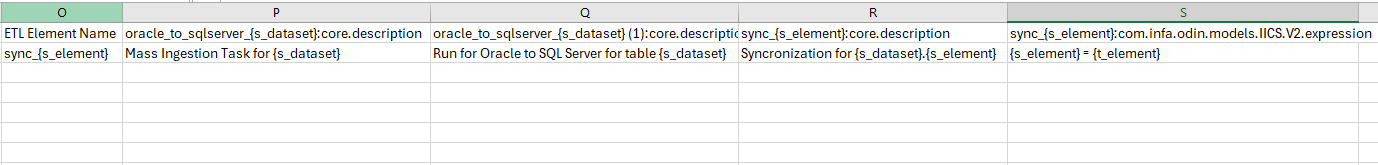 O P Q R S
ETL Element Name oracle_to_sqlserver_{s_dataset}:core.description oracle_to_sqlserver_{s_dataset} (1):core.descriptic sync_{s_element}:core.description sync_{s_element}:com.infa.odin.models.IICS.V2.expression
sync_{s_element} Mass Ingestion Task for {s_dataset} Run for Oracle to SQL Server for table {s_dataset} Syncronization for {s_dataset}.{s_element} {s_element} = {t_element}